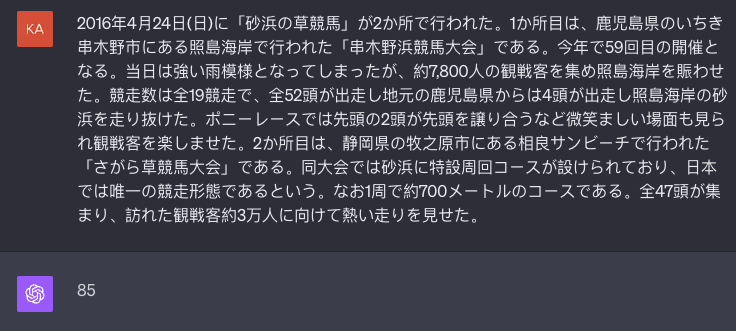 KA
2016年4月24日(日)に「砂浜の草競馬」が2か所で行われた。1か所目は、鹿児島県のいちき
串木野市にある照島海岸で行われた「串木野浜競馬大会」である。今年で59回目の開催と
なる。当日は強い雨模様となってしまったが、約7,800人の観戦客を集め照島海岸を賑わせ
た。競走数は全19競走で、全52頭が出走し地元の鹿児島県からは4頭が出走し照島海岸の砂
浜を走り抜けた。ポニーレースでは先頭の2頭が先頭を譲り合うなど微笑ましい場面も見ら
れ観戦客を楽しませた。2か所目は、静岡県の牧之原市にある相良サンビーチで行われた
「さがら草競馬大会」である。同大会では砂浜に特設周回コースが設けられており、日本
では唯一の競走形態であるという。なお1周で約700メートルのコースである。全47頭が集
まり、訪れた観戦客約3万人に向けて熱い走りを見せた。
85